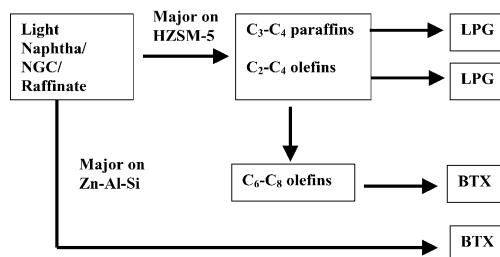 Light
Naphtha/
NGC/
Raffinate
Major on
HZSM-5
C₃-C₄ paraffins
C₂-C₄ olefins
LPG
LPG
Major on
Zn-Al-Si
C₆-C₈ olefins
BTX
BTX